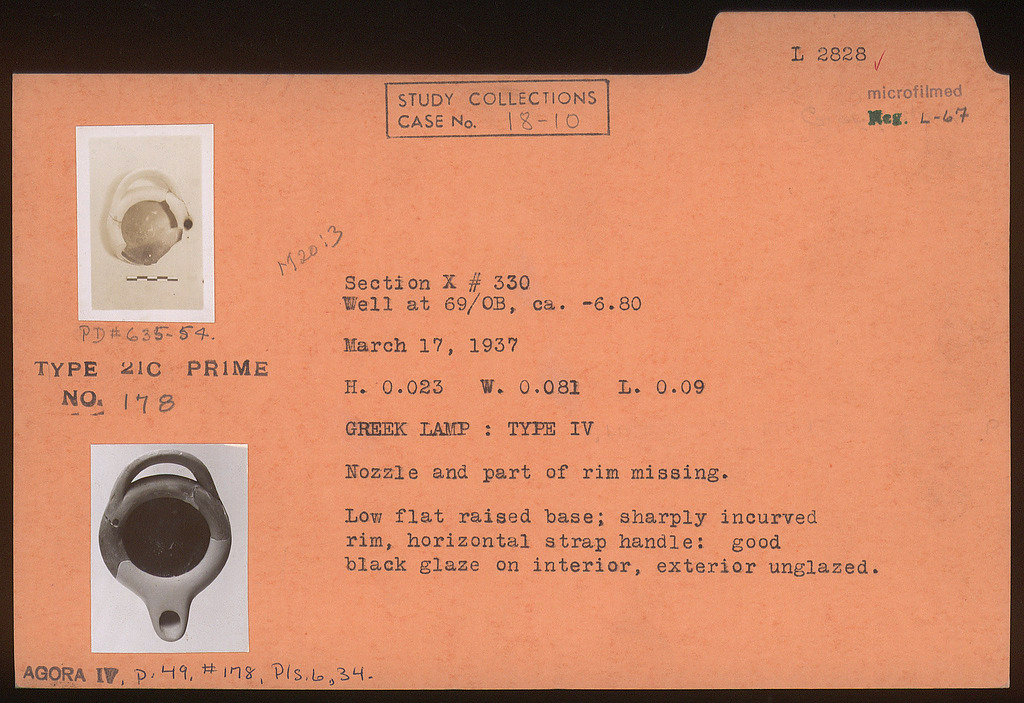 L 2828 ✓
STUDY COLLECTIONS
CASE No. 18-10
microfilmed
Neg. L-67
M2013
Section X # 330
Well at 69/OB, ca. -6.80
PD#635-54.
March 17, 1937
TYPE 21C PRIME
NO. 178
H. 0.023 W. 0.081 L. 0.09
GREEK LAMP : TYPE IV
Nozzle and part of rim missing.
Low flat raised base; sharply incurved
rim, horizontal strap handle: good
black glaze on interior, exterior unglazed.
AGORA IV, p. 49, #178, Pls. 6, 34.